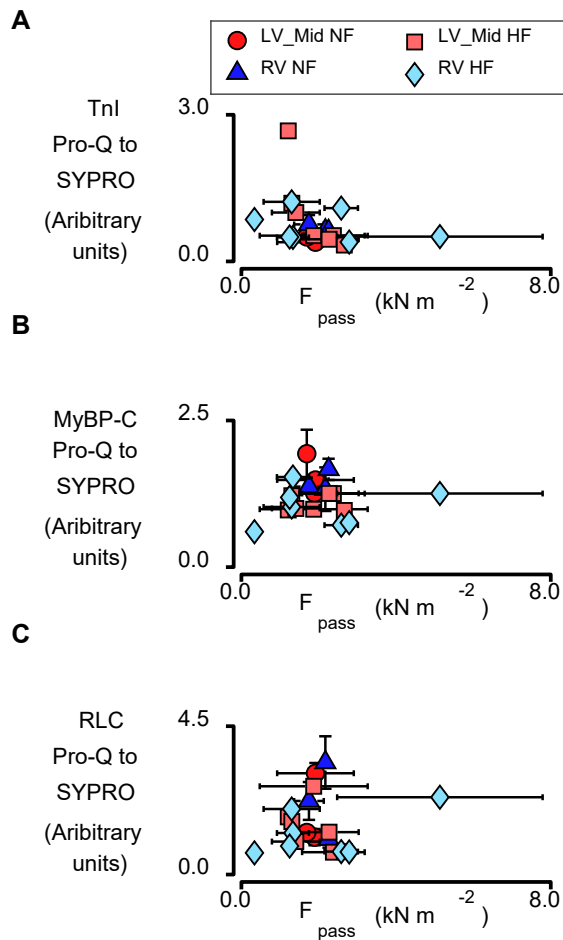 A
LV_Mid NF
LV_Mid HF
RV NF
RV HF
TnI
Pro-Q to
SYPRO
(Aribitrary
units)
3.0
0.0
0.0
8.0
F pass (kN m -2 )
B
MyBP-C
Pro-Q to
SYPRO
(Aribitrary
units)
2.5
0.0
0.0
8.0
F pass (kN m -2 )
C
RLC
Pro-Q to
SYPRO
(Aribitrary
units)
4.5
0.0
0.0
8.0
F pass (kN m -2 )